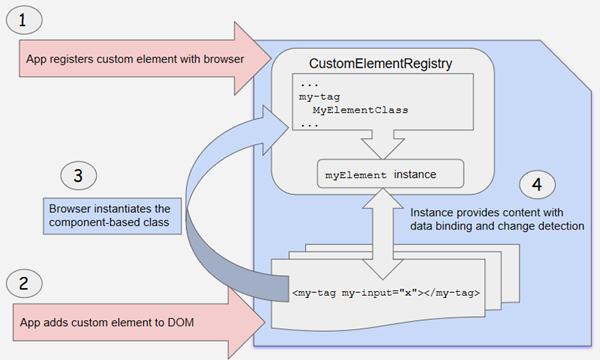 1
App registers custom element with browser
CustomElementRegistry
...
my-tag
MyElementClass
...
myElement instance
3
Browser instantiates the
component-based class
4
Instance provides content with
data binding and change detection
2
App adds custom element to DOM
<my-tag my-input="x"></my-tag>